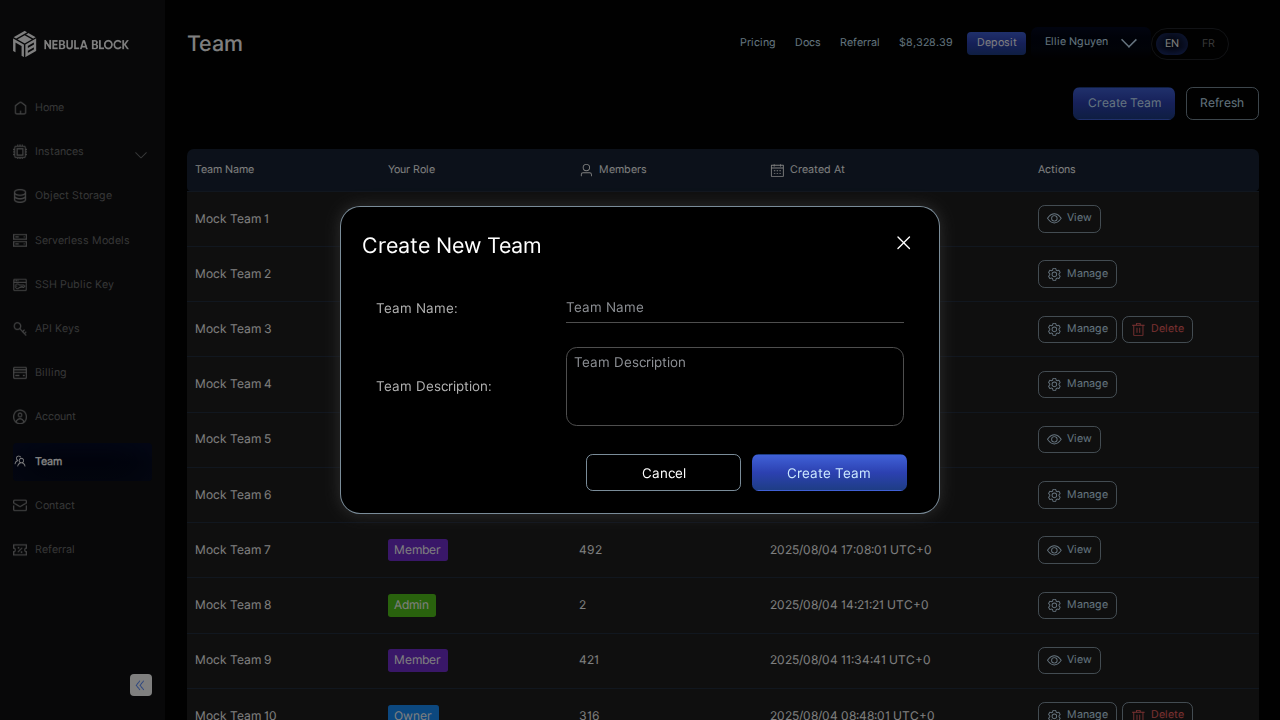 NEBULA BLOCK
Team
Pricing
Docs
Referral
$8,328.39
Deposit
Ellie Nguyen
EN
FR
Home
Instances
Object Storage
Serverless Models
SSH Public Key
API Keys
Billing
Account
Team
Contact
Referral
Create Team
Refresh
Team Name
Your Role
Members
Created At
Actions
Mock Team 1
View
Mock Team 2
Manage
Mock Team 3
Manage
Delete
Mock Team 4
Manage
Mock Team 5
View
Mock Team 6
Manage
Mock Team 7
Member
492
2025/08/04 17:08:01 UTC+0
View
Mock Team 8
Admin
2
2025/08/04 14:21:21 UTC+0
Manage
Mock Team 9
Member
421
2025/08/04 11:34:41 UTC+0
View
Mock Team 10
Owner
316
2025/08/04 08:48:01 UTC+0
Manage
Delete
Create New Team
Team Name:
Team Name
Team Description:
Team Description
Cancel
Create Team